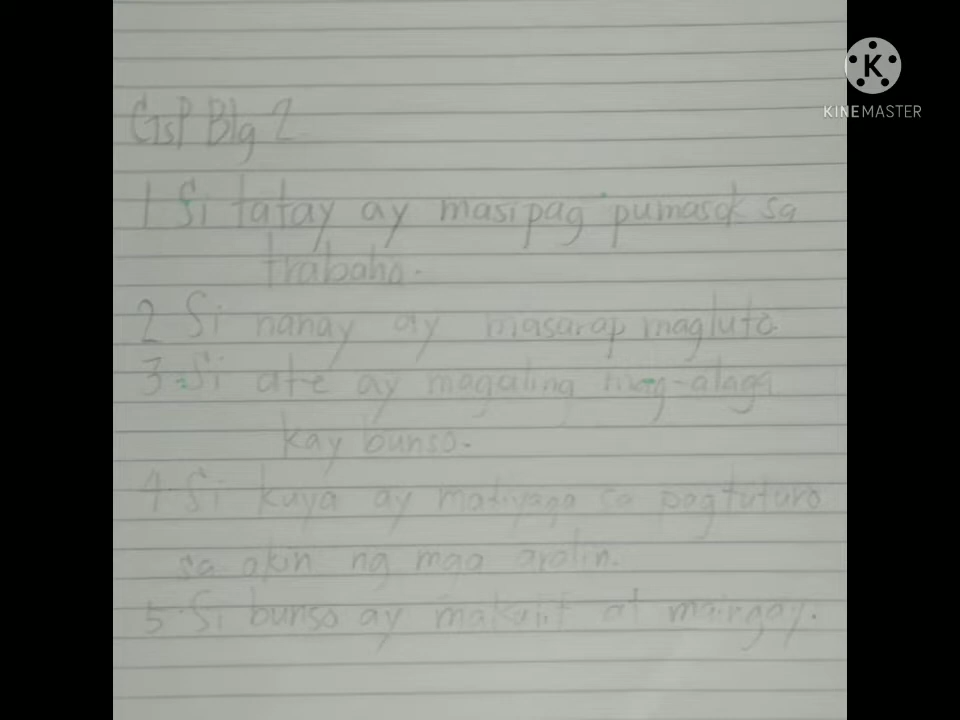 KINEMASTER
GsP Blg 2
1 Si tatay ay masipag pumasok sa
trabaho.
2 Si nanay ay masarap magluto.
3. Si ate ay magaling mag-alaga
kay bunso.
4. Si kuya ay matiyaga sa pagtuturo
sa akin ng mga aralin.
5. Si bunso ay makulit at maingay.